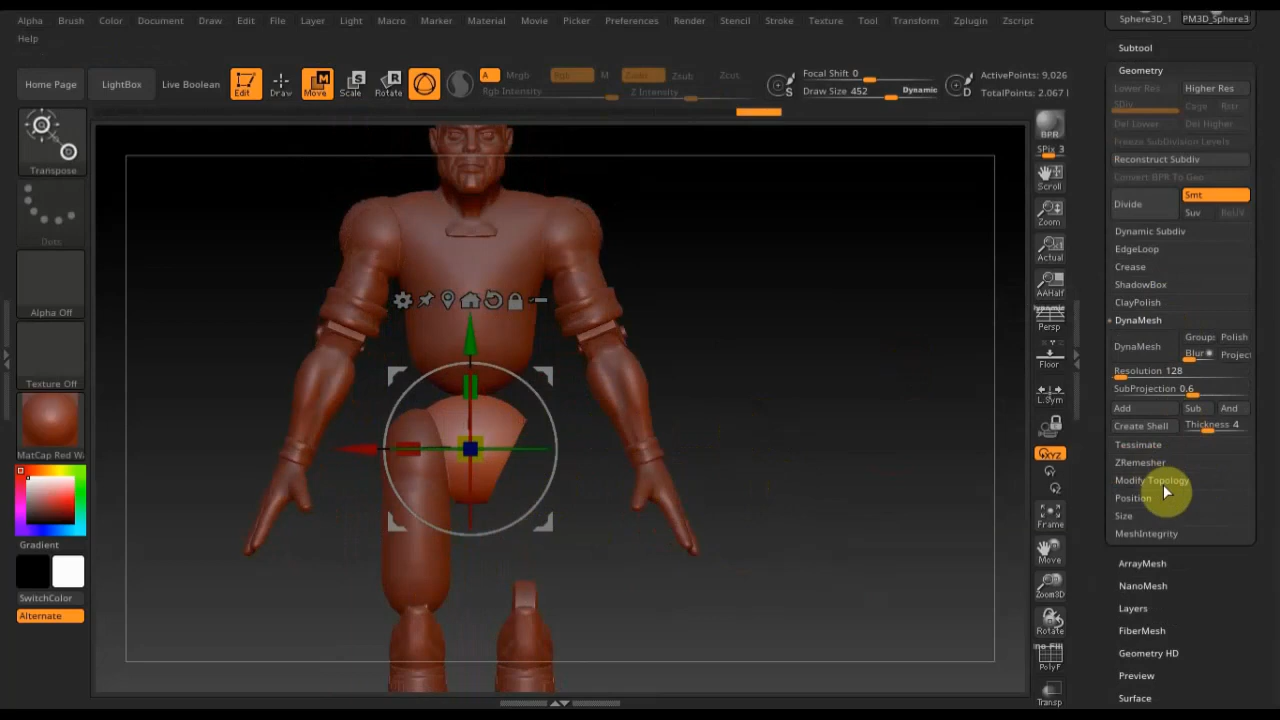 Alpha Brush Color Document Draw Edit File Layer Light Macro Marker Material Movie Picker Preferences Render Stencil Stroke Texture Tool Transform Zplugin Zscript
Help
Sphere3D_1 PM3D_Sphere3
Subtool
Geometry
Lower Res Higher Res
SDiv Cage Rstr
Del Lower Del Higher
Freeze SubDivision Levels
Reconstruct Subdiv
Convert BPR To Geo
Divide Smt
Suv ReUV
Dynamic Subdiv
EdgeLoop
Crease
ShadowBox
ClayPolish
DynaMesh
DynaMesh Groups Polish
Blur Project
Resolution 128
SubProjection 0.6
Add Sub And
Create Shell Thickness 4
Tessimate
ZRemesher
Modify Topology
Position
Size
MeshIntegrity
ArrayMesh
NanoMesh
Layers
FiberMesh
Geometry HD
Preview
Surface
Home Page LightBox Live Boolean Edit Draw Move Scale Rotate
A Mrgb Rgb M Zadd Zsub Zcut
Rgb Intensity Z Intensity
S Focal Shift 0
Draw Size 452 Dynamic D
ActivePoints: 9,026
TotalPoints: 2.067
Transpose
Dots
Alpha Off
Texture Off
MatCap Red Wa
Gradient
SwitchColor
Alternate
BPR
SPix 3
Scroll
Zoom
Actual
AAHalf
Dynamic
Persp
Floor
L.Sym
XYZ
Y
Z
Frame
Move
Zoom3D
Rotate
PolyF
Transp